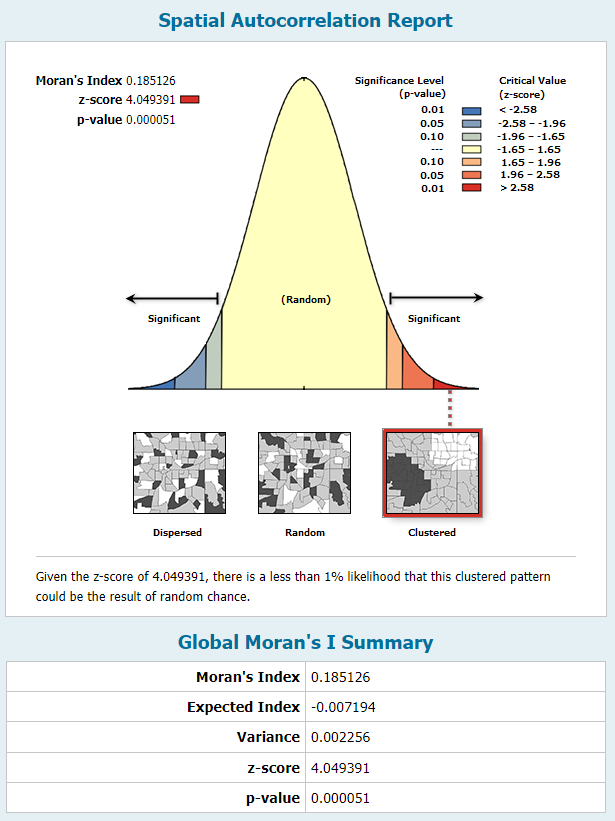 Spatial Autocorrelation Report
Moran's Index 0.185126
z-score 4.049391
p-value 0.000051
Significance Level
(p-value)
Critical Value
(z-score)
0.01 < -2.58
0.05 -2.58 – -1.96
0.10 -1.96 – -1.65
--- -1.65 – 1.65
0.10 1.65 – 1.96
0.05 1.96 – 2.58
0.01 > 2.58
(Random)
Significant
Significant
Dispersed
Random
Clustered
Given the z-score of 4.049391, there is a less than 1% likelihood that this clustered pattern
could be the result of random chance.
Global Moran's I Summary
Moran's Index 0.185126
Expected Index -0.007194
Variance 0.002256
z-score 4.049391
p-value 0.000051